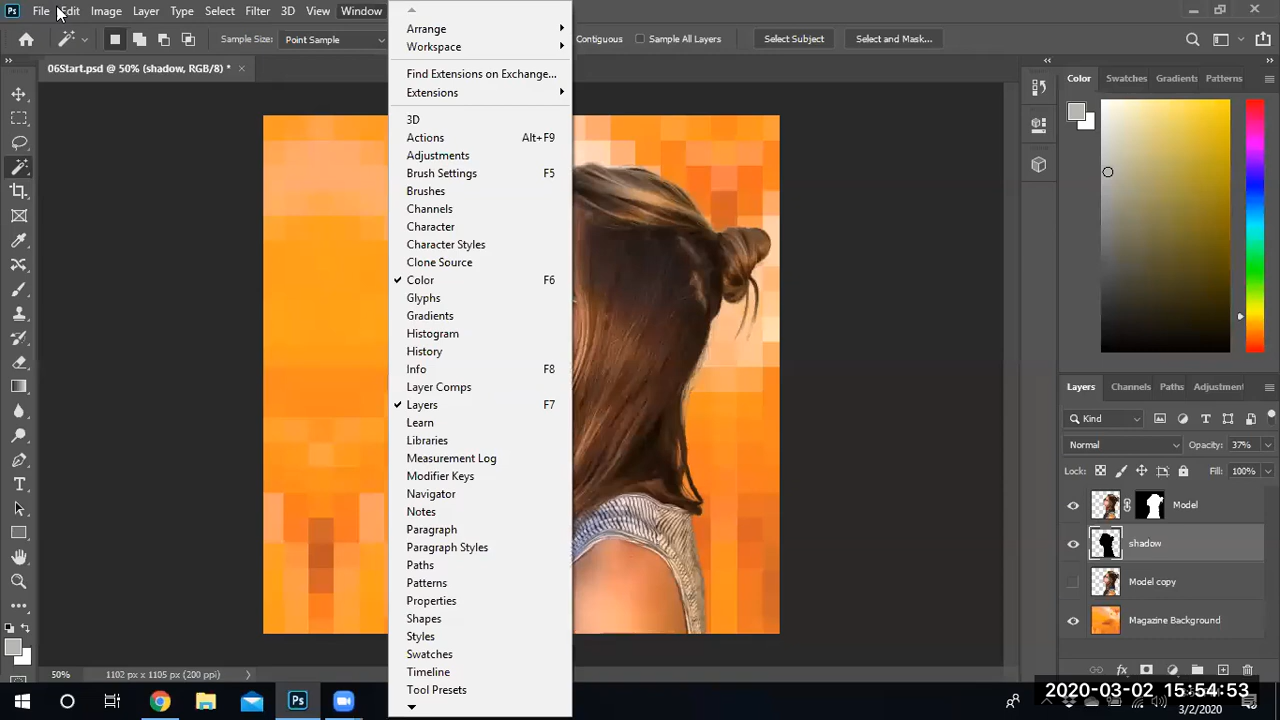 Ps File Edit Image Layer Type Select Filter 3D View Window
Sample Size: Point Sample Contiguous Sample All Layers Select Subject Select and Mask...
06Start.psd @ 50% (shadow, RGB/8) * ×
Arrange
Workspace
Find Extensions on Exchange...
Extensions
3D
Actions Alt+F9
Adjustments
Brush Settings F5
Brushes
Channels
Character
Character Styles
Clone Source
Color F6
Glyphs
Gradients
Histogram
History
Info F8
Layer Comps
Layers F7
Learn
Libraries
Measurement Log
Modifier Keys
Navigator
Notes
Paragraph
Paragraph Styles
Paths
Patterns
Properties
Shapes
Styles
Swatches
Timeline
Tool Presets
Color Swatches Gradients Patterns
Layers Channels Paths Adjustment
Kind
Normal Opacity: 37%
Lock: Fill: 100%
Model
shadow
Model copy
Magazine Background
50% 1102 px x 1105 px (200 ppi)
Ps
2020-03-02 15:54:53
3/2/2020